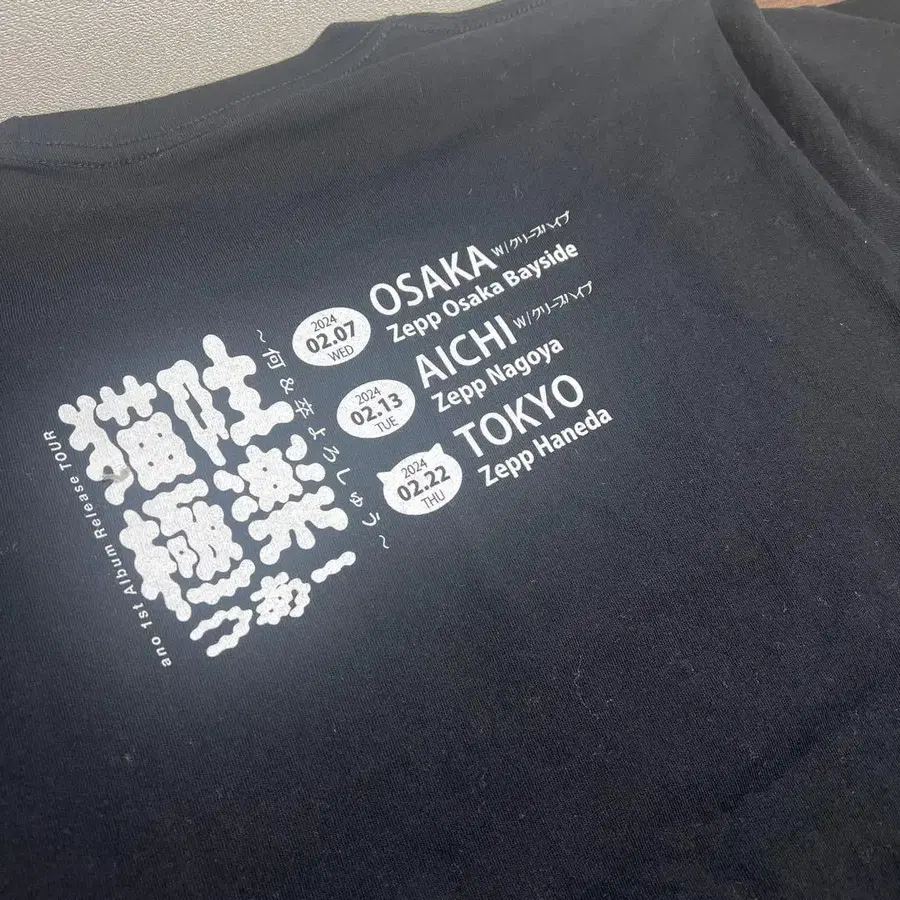 ano 1st Album Release TOUR
猫吐
極楽
つあー
~何&卒よろしゅう~
2024
02.07
WED
OSAKA w/クリープハイプ
Zepp Osaka Bayside
2024
02.13
TUE
AICHI w/クリープハイプ
Zepp Nagoya
2024
02.22
THU
TOKYO
Zepp Haneda